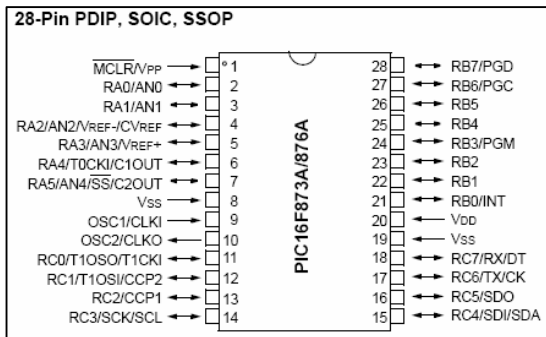 28-Pin PDIP, SOIC, SSOP
MCLR/VPP 1
RA0/AN0 2
RA1/AN1 3
RA2/AN2/VREF-/CVREF 4
RA3/AN3/VREF+ 5
RA4/T0CKI/C1OUT 6
RA5/AN4/SS/C2OUT 7
VSS 8
OSC1/CLKI 9
OSC2/CLKO 10
RC0/T1OSO/T1CKI 11
RC1/T1OSI/CCP2 12
RC2/CCP1 13
RC3/SCK/SCL 14
PIC16F873A/876A
28 RB7/PGD
27 RB6/PGC
26 RB5
25 RB4
24 RB3/PGM
23 RB2
22 RB1
21 RB0/INT
20 VDD
19 VSS
18 RC7/RX/DT
17 RC6/TX/CK
16 RC5/SDO
15 RC4/SDI/SDA